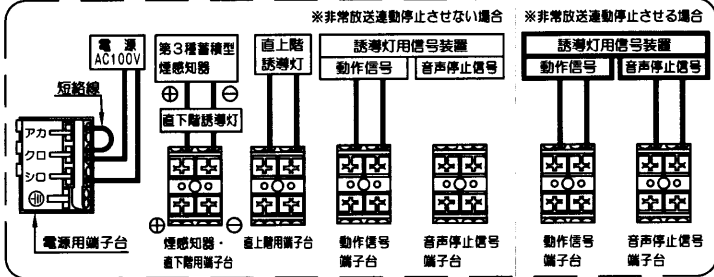 ※非常放送連動停止させない場合
※非常放送連動停止させる場合
電源
AC100V
第3種蓄積型
煙感知器
直上階
誘導灯
誘導灯用信号装置
動作信号
音声停止信号
誘導灯用信号装置
動作信号
音声停止信号
短絡線
⊕
⊖
直下階誘導灯
アカ
クロ
シロ
⊕
⊖
電源用端子台
煙感知器・
直下階用端子台
直上階用端子台
動作信号
端子台
音声停止信号
端子台
動作信号
端子台
音声停止信号
端子台